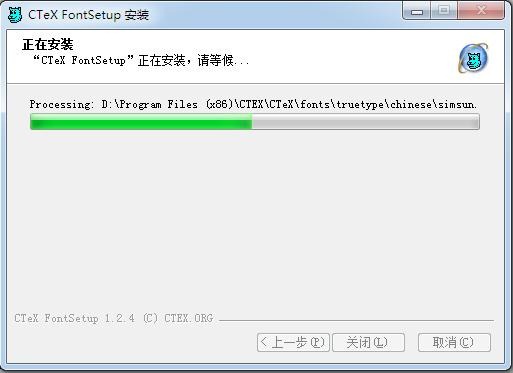 CTeX FontSetup 安装
正在安装
“CTeX FontSetup”正在安装，请等候...
Processing: D:\Program Files (x86)\CTEX\CTeX\fonts\truetype\chinese\simsun.
CTeX FontSetup 1.2.4 (C) CTEX.ORG
< 上一步(P) 关闭(L) 取消(C)